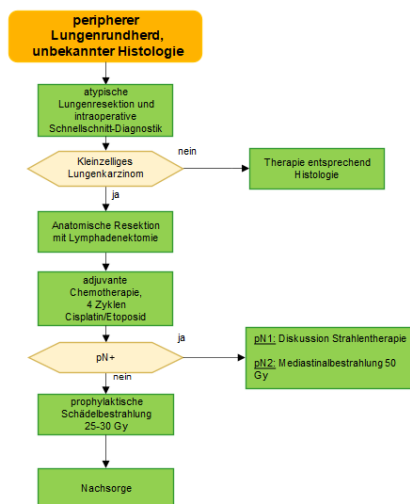 peripherer
Lungenrundherd,
unbekannter Histologie
atypische
Lungenresektion und
intraoperative
Schnellschnitt-Diagnostik
nein
Kleinzelliges
Lungenkarzinom
Therapie entsprechend
Histologie
ja
Anatomische Resektion
mit Lymphadenektomie
adjuvante
Chemotherapie,
4 Zyklen
Cisplatin/Etoposid
ja
pN+
pN1: Diskussion Strahlentherapie
pN2: Mediastinalbestrahlung 50
Gy
nein
prophylaktische
Schädelbestrahlung
25-30 Gy
Nachsorge